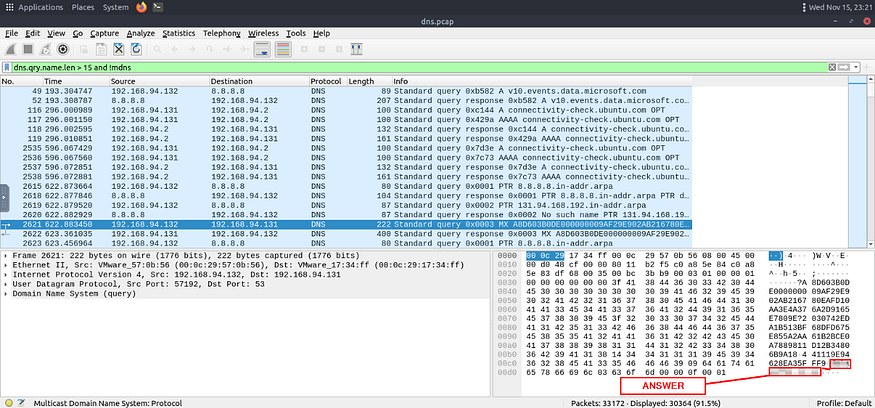 Applications Places System Wed Nov 15, 23:21
dns.pcap
File Edit View Go Capture Analyze Statistics Telephony Wireless Tools Help
dns.qry.name.len > 15 and !mdns
No. Time Source Destination Protocol Length Info
49 193.304747 192.168.94.132 8.8.8.8 DNS 89 Standard query 0xb582 A v10.events.data.microsoft.com
52 193.308787 8.8.8.8 192.168.94.132 DNS 207 Standard query response 0xb582 A v10.events.data.microsoft.co…
116 296.000989 192.168.94.131 192.168.94.2 DNS 100 Standard query 0xc144 A connectivity-check.ubuntu.com OPT
117 296.001150 192.168.94.131 192.168.94.2 DNS 100 Standard query 0x429a AAAA connectivity-check.ubuntu.com OPT
118 296.002595 192.168.94.2 192.168.94.131 DNS 132 Standard query response 0xc144 A connectivity-check.ubuntu.c…
119 296.010851 192.168.94.2 192.168.94.131 DNS 161 Standard query response 0x429a AAAA connectivity-check.ubunt…
2535 596.067429 192.168.94.131 192.168.94.2 DNS 100 Standard query 0x7d3e A connectivity-check.ubuntu.com OPT
2536 596.067560 192.168.94.131 192.168.94.2 DNS 100 Standard query 0x7c73 AAAA connectivity-check.ubuntu.com OPT
2537 596.072851 192.168.94.2 192.168.94.131 DNS 132 Standard query response 0x7d3e A connectivity-check.ubuntu.c…
2538 596.072881 192.168.94.2 192.168.94.131 DNS 161 Standard query response 0x7c73 AAAA connectivity-check.ubunt…
2615 622.873664 192.168.94.132 8.8.8.8 DNS 80 Standard query 0x0001 PTR 8.8.8.8.in-addr.arpa
2618 622.877846 8.8.8.8 192.168.94.132 DNS 104 Standard query response 0x0001 PTR 8.8.8.8.in-addr.arpa PTR d…
2619 622.879520 192.168.94.132 8.8.8.8 DNS 87 Standard query 0x0002 PTR 131.94.168.192.in-addr.arpa
2620 622.882929 8.8.8.8 192.168.94.132 DNS 87 Standard query response 0x0002 No such name PTR 131.94.168.19…
2621 622.883450 192.168.94.132 192.168.94.131 DNS 222 Standard query 0x0003 MX A8D603B0DE000000009AF29E902AB216780E…
2622 623.361035 192.168.94.131 192.168.94.132 DNS 400 Standard query response 0x0003 MX A8D603B0DE000000009AF29E902…
2623 623.456964 192.168.94.132 8.8.8.8 DNS 80 Standard query 0x0001 PTR 8.8.8.8.in-addr.arpa
Frame 2621: 222 bytes on wire (1776 bits), 222 bytes captured (1776 bits)
Ethernet II, Src: VMware_57:0b:56 (00:0c:29:57:0b:56), Dst: VMware_17:34:ff (00:0c:29:17:34:ff)
Internet Protocol Version 4, Src: 192.168.94.132, Dst: 192.168.94.131
User Datagram Protocol, Src Port: 57192, Dst Port: 53
Domain Name System (query)
0000 00 0c 29 17 34 ff 00 0c 29 57 0b 56 08 00 45 00 ··)·4··· )W·V··E·
0010 00 d0 48 cf 00 00 80 11 b2 f5 c0 a8 5e 84 c0 a8 ··H····· ····^···
0020 5e 83 df 68 00 35 00 bc 3b b9 00 03 01 00 00 01 ^··h·5·· ;·······
0030 00 00 00 00 00 00 3f 41 38 44 36 30 33 42 30 44 ······?A 8D603B0D
0040 45 30 30 30 30 30 30 30 30 39 41 46 32 39 45 39 E0000000 09AF29E9
0050 30 32 41 42 32 31 36 37 38 30 45 41 46 44 31 30 02AB2167 80EAFD10
0060 41 41 33 45 34 41 33 37 36 41 32 44 39 31 36 35 AA3E4A37 6A2D9165
0070 45 37 38 30 39 45 3f 32 30 33 30 37 34 32 45 44 E7809E?2 030742ED
0080 41 31 42 35 31 33 42 46 36 38 44 46 44 36 37 35 A1B513BF 68DFD675
0090 45 38 35 35 41 32 41 41 36 31 42 32 42 43 45 30 E855A2AA 61B2BCE0
00a0 41 37 38 38 39 38 31 31 44 31 32 42 33 34 38 30 A7889811 D12B3480
00b0 36 42 39 41 31 38 14 34 34 31 31 31 39 45 39 34 6B9A18·4 41119E94
00c0 36 32 38 45 41 33 35 46 46 46 39 09 64 61 74 61 628EA35F FF9·
00d0 65 78 66 69 6c 03 63 6f 6d 00 00 0f 00 01
ANSWER
Multicast Domain Name System: Protocol Packets: 33172 · Displayed: 30364 (91.5%) Profile: Default